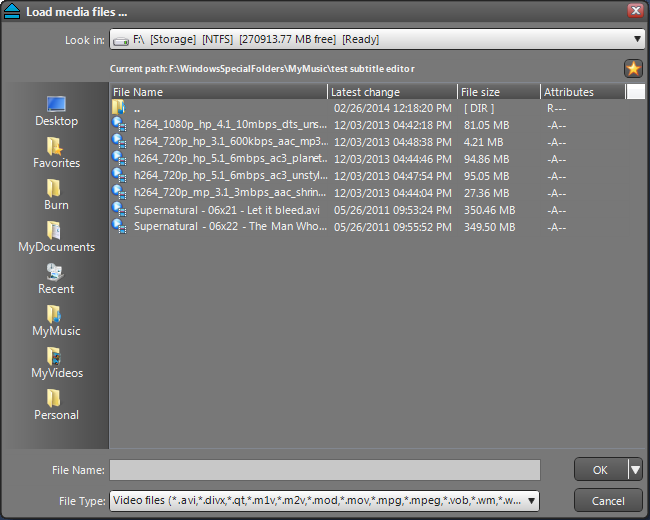 Load media files ...
Look in: F:\ [Storage] [NTFS] [270913.77 MB free] [Ready]
Current path: F:\WindowsSpecialFolders\MyMusic\test subtitle editor
File Name Latest change File size Attributes
.. 02/26/2014 12:18:20 PM [ DIR ] R---
h264_1080p_hp_4.1_10mbps_dts_uns... 12/03/2013 04:42:18 PM 81.05 MB -A--
h264_720p_hp_3.1_600kbps_aac_mp3... 12/03/2013 04:48:38 PM 4.21 MB -A--
h264_720p_hp_5.1_6mbps_ac3_planet... 12/03/2013 04:44:46 PM 94.86 MB -A--
h264_720p_hp_5.1_6mbps_ac3_unstyl... 12/03/2013 04:47:54 PM 95.05 MB -A--
h264_720p_mp_3.1_3mbps_aac_shrin... 12/03/2013 04:44:04 PM 27.36 MB -A--
Supernatural - 06x21 - Let it bleed.avi 05/26/2011 09:53:24 PM 350.46 MB -A--
Supernatural - 06x22 - The Man Who... 05/26/2011 09:55:52 PM 349.50 MB -A--
Desktop
Favorites
Burn
MyDocuments
Recent
MyMusic
MyVideos
Personal
File Name: OK
File Type: Video files (*.avi,*.divx,*.qt,*.m1v,*.m2v,*.mod,*.mov,*.mpg,*.mpeg,*.vob,*.wm,*.w... Cancel